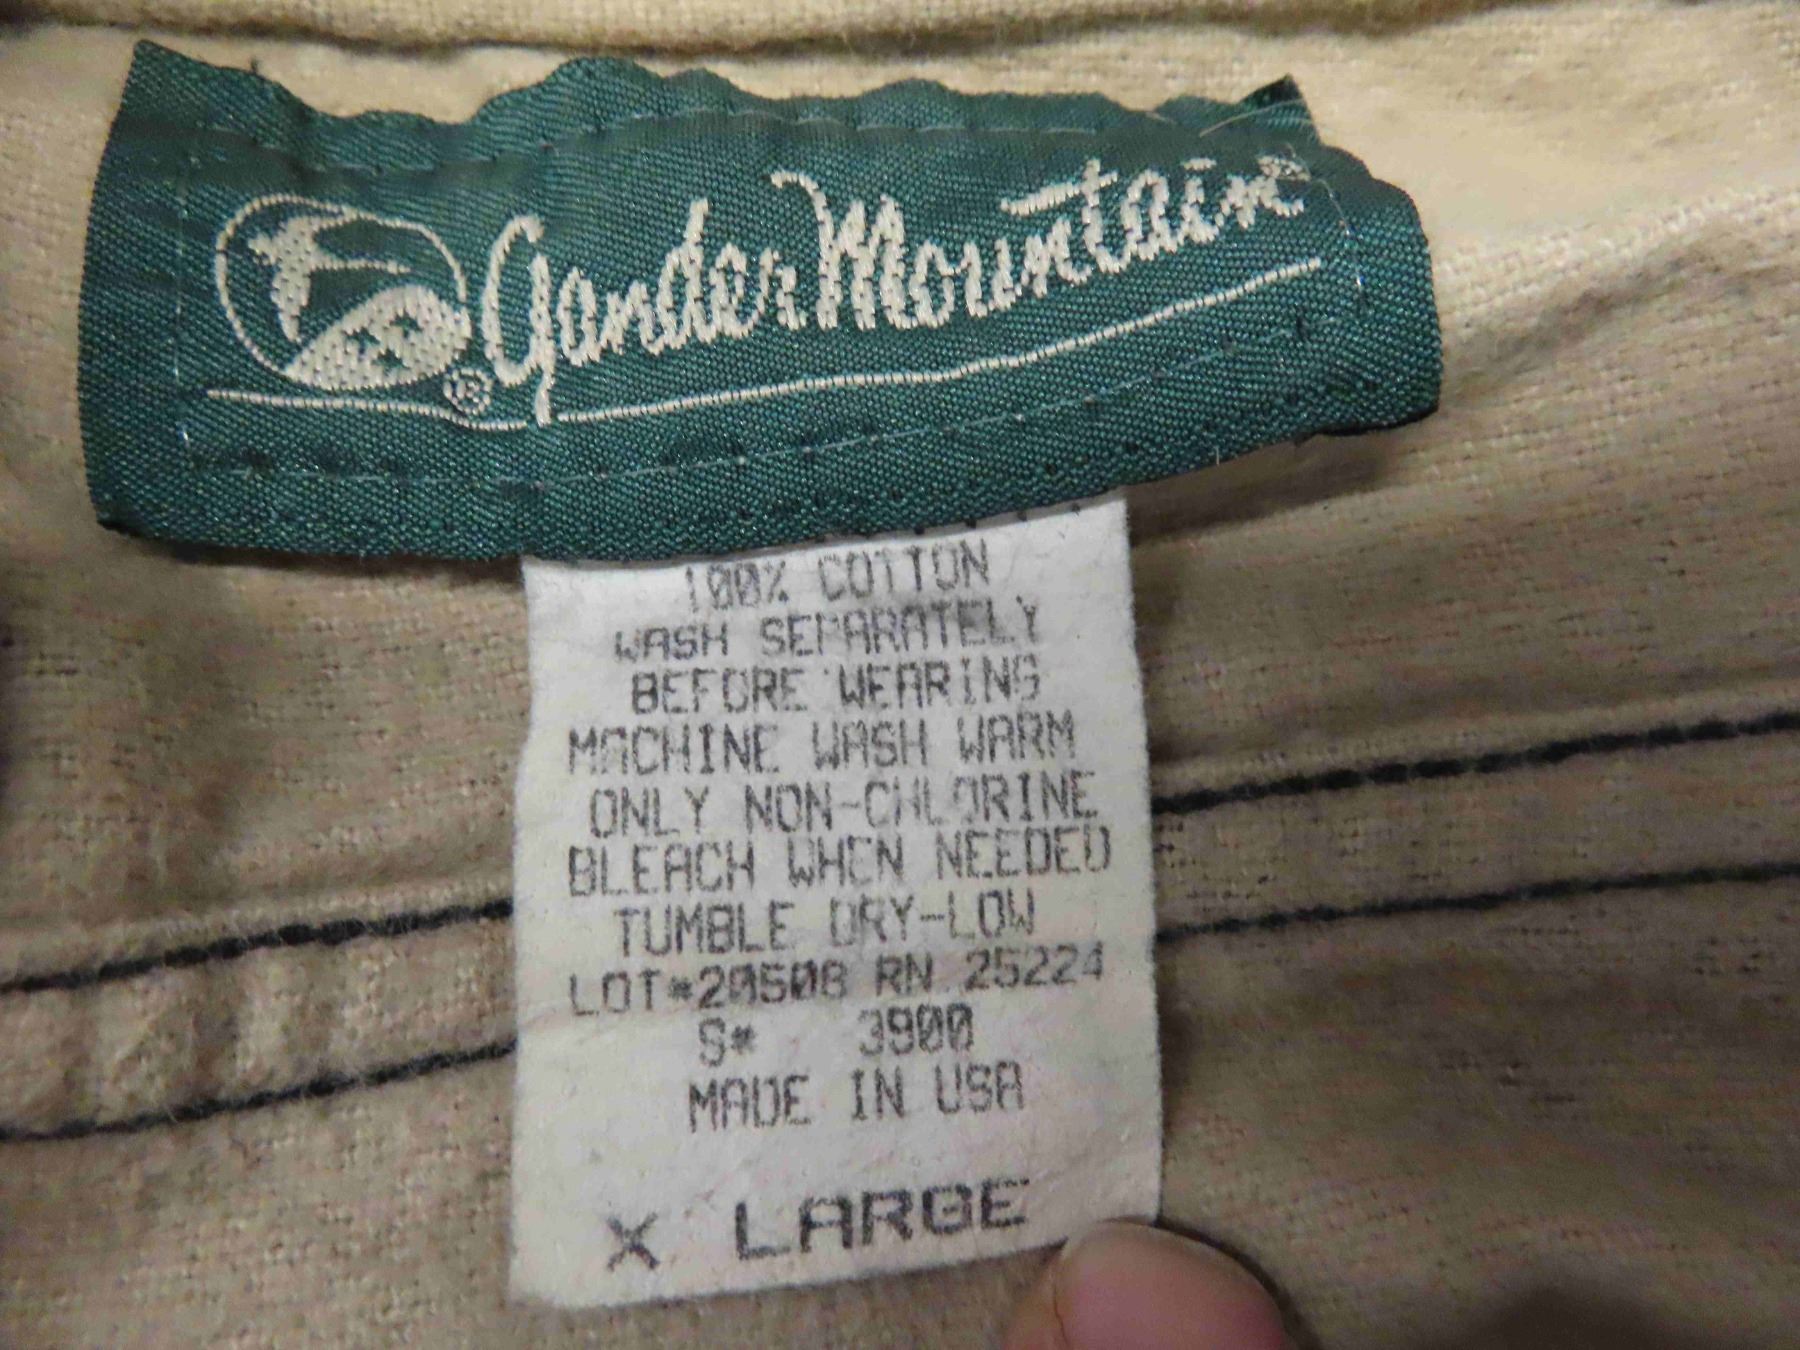 Gander Mountain®
®
100% COTTON
WASH SEPARATELY
BEFORE WEARING
MACHINE WASH WARM
ONLY NON-CHLORINE
BLEACH WHEN NEEDED
TUMBLE DRY-LOW
LOT#20508 RN 25224
S# 3900
MADE IN USA
X LARGE